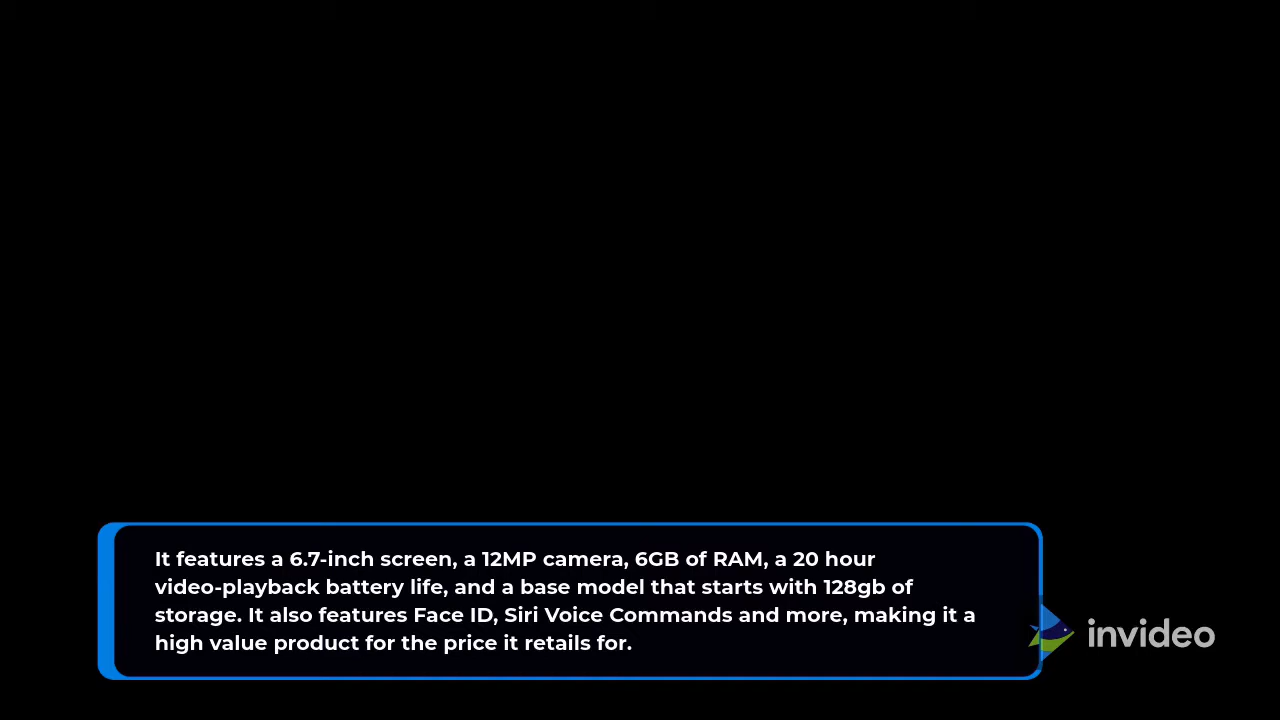 It features a 6.7-inch screen, a 12MP camera, 6GB of RAM, a 20 hour
video-playback battery life, and a base model that starts with 128gb of
storage. It also features Face ID, Siri Voice Commands and more, making it a
high value product for the price it retails for.
invideo